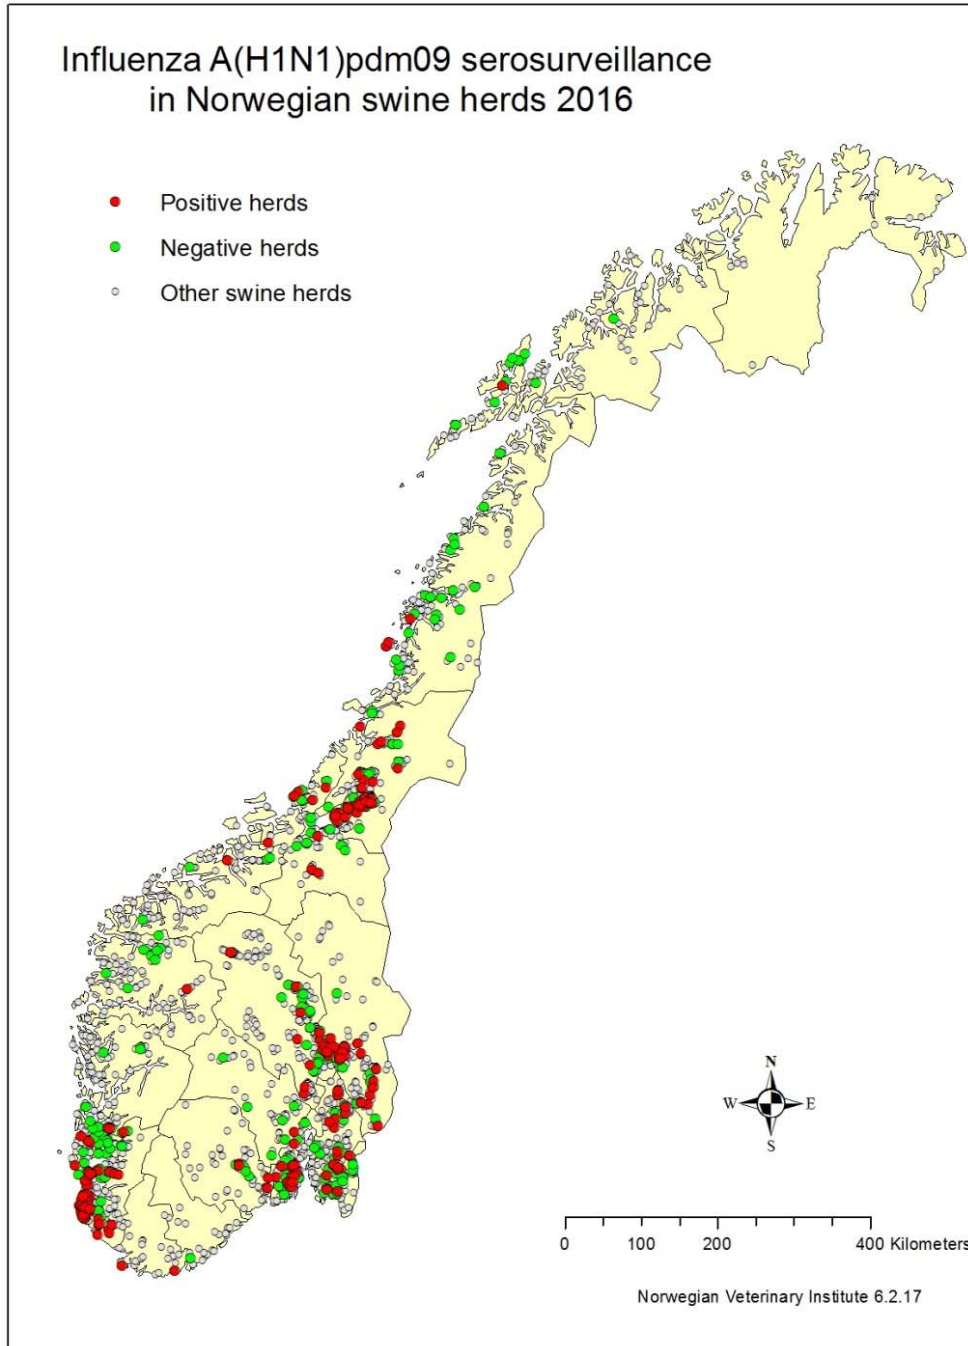 Influenza A(H1N1)pdm09 serosurveillance
in Norwegian swine herds 2016
Positive herds
Negative herds
Other swine herds
N
W E
S
0 100 200 400 Kilometers
Norwegian Veterinary Institute 6.2.17